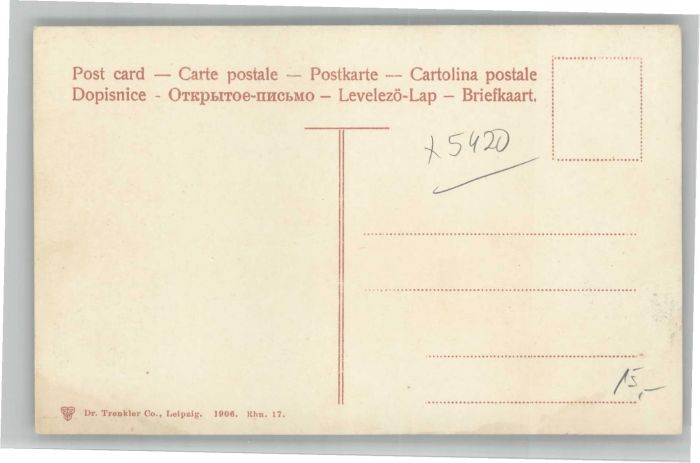 Post card — Carte postale — Postkarte — Cartolina postale
Dopisnice - Открытое-письмо – Levelezö-Lap – Briefkaart.
x 5420
Dr. Trenkler Co., Leipzig. 1906. Rhn. 17.
15,-